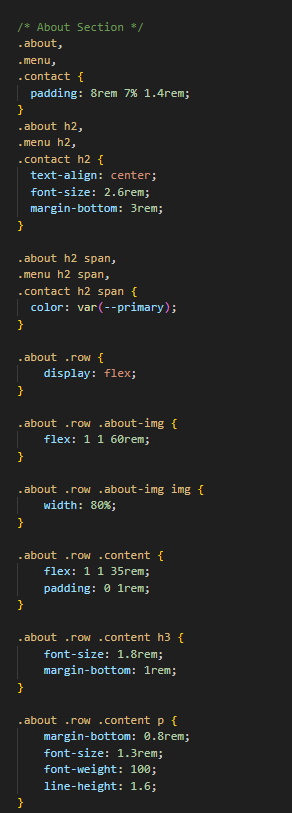 /* About Section */
.about,
.menu,
.contact {
  padding: 8rem 7% 1.4rem;
}
.about h2,
.menu h2,
.contact h2 {
  text-align: center;
  font-size: 2.6rem;
  margin-bottom: 3rem;
}

.about h2 span,
.menu h2 span,
.contact h2 span {
  color: var(--primary);
}

.about .row {
    display: flex;
}

.about .row .about-img {
    flex: 1 1 60rem;
}

.about .row .about-img img {
    width: 80%;
}

.about .row .content {
    flex: 1 1 35rem;
    padding: 0 1rem;
}

.about .row .content h3 {
    font-size: 1.8rem;
    margin-bottom: 1rem;
}

.about .row .content p {
    margin-bottom: 0.8rem;
    font-size: 1.3rem;
    font-weight: 100;
    line-height: 1.6;
}